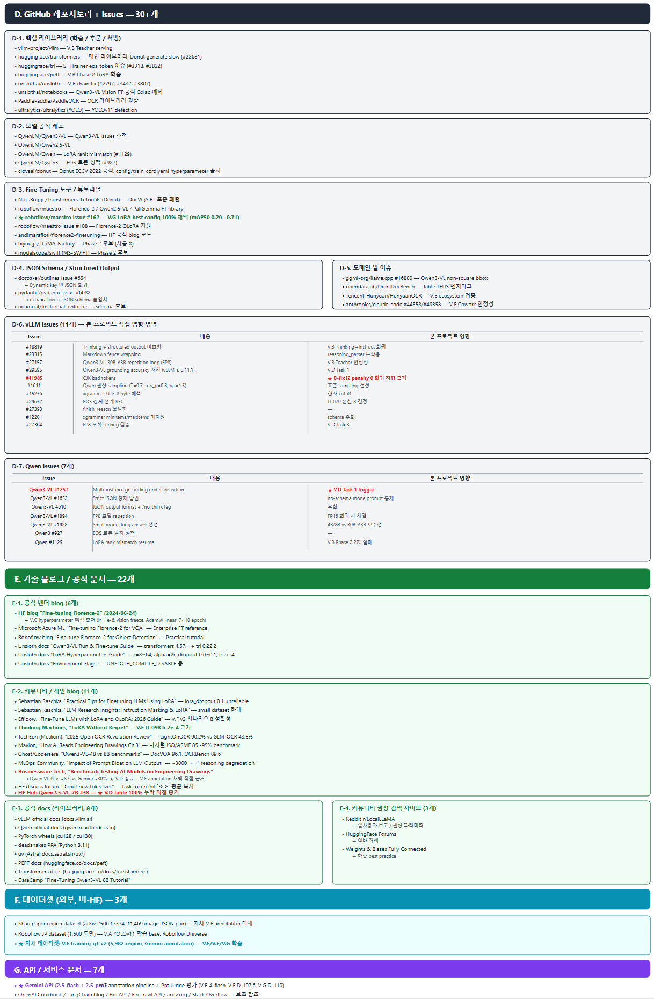 D. GitHub 레포지토리 + Issues — 30+개
D-1. 핵심 라이브러리 (학습 / 추론 / 서빙)
• vllm-project/vllm — V.B Teacher serving
• huggingface/transformers — 메인 라이브러리. Donut generate slow (#22681)
• huggingface/trl — SFTTrainer eos_token 이슈 (#3318, #3822)
• huggingface/peft — V.B Phase 2 LoRA 학습
• unslothai/unsloth — V.F chain fix (#2797, #3432, #3807)
• unslothai/notebooks — Qwen3-VL Vision FT 공식 Colab 예제
• PaddlePaddle/PaddleOCR — OCR 라이브러리 권장
• ultralytics/ultralytics (YOLO) — YOLOv11 detection
D-2. 모델 공식 레포
• QwenLM/Qwen3-VL — Qwen3-VL Issues 추적
• QwenLM/Qwen2.5-VL
• QwenLM/Qwen — LoRA rank mismatch (#1129)
• QwenLM/Qwen3 — EOS 토큰 정책 (#927)
• clovaai/donut — Donut ECCV 2022 공식. config/train_cord.yaml hyperparameter 출처
D-3. Fine-Tuning 도구 / 튜토리얼
• NielsRogge/Transformers-Tutorials (Donut) — DocVQA FT 표준 패턴
• roboflow/maestro — Florence-2 / Qwen2.5-VL / PaliGemma FT library
• ★ roboflow/maestro Issue #162 — V.G LoRA best config 100% 채택 (mAP50 0.20→0.71)
• roboflow/maestro Issue #108 — Florence-2 QLoRA 지원
• andimarafioti/florence2-finetuning — HF 공식 blog 코드
• hiyouga/LLaMA-Factory — Phase 2 후보 (사용 X)
• modelscope/swift (MS-SWIFT) — Phase 2 후보
D-4. JSON Schema / Structured Output
• dottxt-ai/outlines Issue #654
→ Dynamic key 빈 JSON 회귀
• pydantic/pydantic Issue #6082
→ extra=allow ↔ JSON schema 불일치
• noamgat/lm-format-enforcer — schema 후보
D-5. 도메인 별 이슈
• ggml-org/llama.cpp #16880 — Qwen3-VL non-square bbox
• opendatalab/OmniDocBench — Table TEDS 벤치마크
• Tencent-Hunyuan/HunyuanOCR — V.E ecosystem 검증
• anthropics/claude-code #44558/#49358 — V.F Cowork 안정성
D-6. vLLM Issues (11개) — 본 프로젝트 직접 영향 영역
Issue 내용 본 프로젝트 영향
#18819 Thinking + structured output 비호환 V.B Thinking→Instruct 회귀
#23315 Markdown fence wrapping reasoning_parser 부작용
#27157 Qwen3-VL-30B-A3B repetition loop (FP8) V.B Teacher 안정성
#29595 Qwen3-VL grounding accuracy 저하 (vLLM ≥ 0.11.1) V.D Task 1
#41985 CJK bad tokens ★ B-fix12 penalty 0 회귀 직접 근거
#1611 Qwen 권장 sampling (T=0.7, top_p=0.8, pp=1.5) 표준 sampling 설정
#15236 xgrammar UTF-8 byte 해석 한자 cutoff
#29632 EOS 강제 설계 RFC D-070 옵션 B 결정
#27390 finish_reason 불일치 —
#12201 xgrammar minItems/maxItems 미지원 schema 우회
#27364 FP8 우회 serving 검증 V.D Task 3
D-7. Qwen Issues (7개)
Issue 내용 본 프로젝트 영향
Qwen3-VL #1257 Multi-instance grounding under-detection ★ V.D Task 1 trigger
Qwen3-VL #1652 Strict JSON 강제 방법 no-schema mode prompt 통제
Qwen3-VL #610 JSON output format + /no_think tag 우회
Qwen3-VL #1894 FP8 모델 repetition FP16 회귀 시 해결
Qwen3-VL #1922 Small model long answer 생성 4B/8B vs 30B-A3B 보수성
Qwen3 #927 EOS 토큰 일치 정책 —
Qwen #1129 LoRA rank mismatch resume V.B Phase 2 2차 실패
E. 기술 블로그 / 공식 문서 — 22개
E-1. 공식 벤더 blog (6개)
• HF blog "Fine-tuning Florence-2" (2024-06-24)
→ V.G hyperparameter 핵심 출처 (lr=1e-6, vision freeze, AdamW linear, 7~10 epoch)
• Microsoft Azure ML "Fine-tuning Florence-2 for VQA" — Enterprise FT reference
• Roboflow blog "Fine-tune Florence-2 for Object Detection" — Practical tutorial
• Unsloth docs "Qwen3-VL Run & Fine-tune Guide" — transformers 4.57.1 + trl 0.22.2
• Unsloth docs "LoRA Hyperparameters Guide" — r=8~64, alpha=2r, dropout 0.0~0.1, lr 2e-4
• Unsloth docs "Environment Flags" — UNSLOTH_COMPILE_DISABLE 등
E-2. 커뮤니티 / 개인 blog (11개)
• Sebastian Raschka, "Practical Tips for Finetuning LLMs Using LoRA" — lora_dropout 0.1 unreliable
• Sebastian Raschka, "LLM Research Insights: Instruction Masking & LoRA" — small dataset 한계
• Effloow, "Fine-Tune LLMs with LoRA and QLoRA: 2026 Guide" — V.F v2 시나리오 B 정합성
• Thinking Machines, "LoRA Without Regret" — V.E D-098 lr 2e-4 근거
• TechEon (Medium), "2025 Open OCR Revolution Review" — LightOnOCR 90.2% vs GLM-OCR 43.5%
• Mavlon, "How AI Reads Engineering Drawings Ch.3" — 디지털 ISO/ASME 85~95% benchmark
• Ghost/Codersera, "Qwen3-VL-4B vs 8B benchmarks" — DocVQA 96.1, OCRBench 89.6
• MLOps Community, "Impact of Prompt Bloat on LLM Output" — ~3000 토큰 reasoning degradation
• Businessware Tech, "Benchmark Testing AI Models on Engineering Drawings"
→ Qwen VL Plus ~8% vs Gemini ~80%. ★ V.D 종료 + V.E annotation 채택 직접 근거
• HF discuss forum "Donut new tokenizer" — task token init `<s>` 평균 복사
• HF Hub Qwen2.5-VL-7B #38 — ★ V.D table 100% 누락 직접 증거
E-3. 공식 docs (라이브러리, 8개)
• vLLM official docs (docs.vllm.ai)
• Qwen official docs (qwen.readthedocs.io)
• PyTorch wheels (cu128 / cu130)
• deadsnakes PPA (Python 3.11)
• uv (Astral docs.astral.sh/uv/)
• PEFT docs (huggingface.co/docs/peft)
• Transformers docs (huggingface.co/docs/transformers)
• DataCamp "Fine-Tuning Qwen3-VL 8B Tutorial"
E-4. 커뮤니티 권장 검색 사이트 (3개)
• Reddit r/LocalLLaMA
→ 실사용자 보고 / 권장 파라미터
• HuggingFace Forums
→ 일반 검색
• Weights & Biases Fully Connected
→ 학습 best practice
F. 데이터셋 (외부, 비-HF) — 3개
• Khan paper region dataset (arXiv 2506.17374, 11,469 image-JSON pair) → 자체 V.E annotation 대체
• Roboflow JP dataset (1,500 도면) — V.A YOLOv11 학습 base. Roboflow Universe
• ★ 자체 데이터셋: V.E training_gt_v2 (5,982 region, Gemini annotation) — V.E/V.F/V.G 학습
G. API / 서비스 문서 — 7개
• ★ Gemini API (2.5-flash + 2.5-pro) — V.E annotation pipeline + Pro Judge 평가 (V.E-4-flash, V.F D-107.6, V.G D-110)
• OpenAI Cookbook / LangChain blog / Exa API / Firecrawl API / arxiv.org / Stack Overflow — 보조 참조